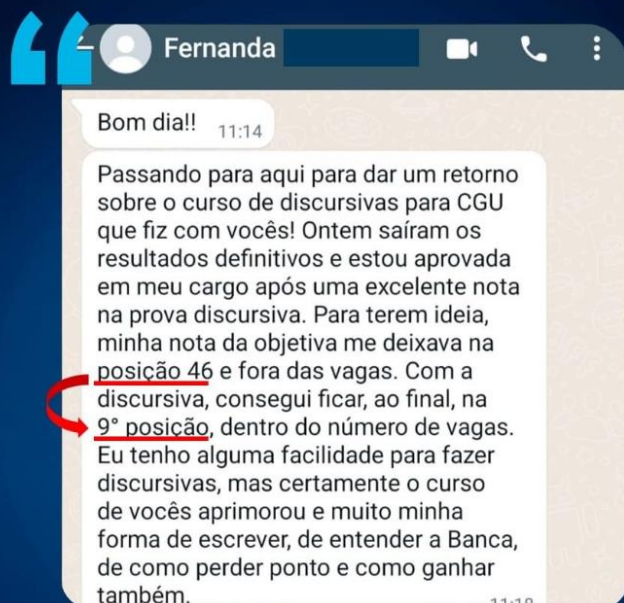 Fernanda
Bom dia!! 11:14
Passando para aqui para dar um retorno
sobre o curso de discursivas para CGU
que fiz com vocês! Ontem saíram os
resultados definitivos e estou aprovada
em meu cargo após uma excelente nota
na prova discursiva. Para terem ideia,
minha nota da objetiva me deixava na
posição 46 e fora das vagas. Com a
discursiva, consegui ficar, ao final, na
9° posição, dentro do número de vagas.
Eu tenho alguma facilidade para fazer
discursivas, mas certamente o curso
de vocês aprimorou e muito minha
forma de escrever, de entender a Banca,
de como perder ponto e como ganhar
também.